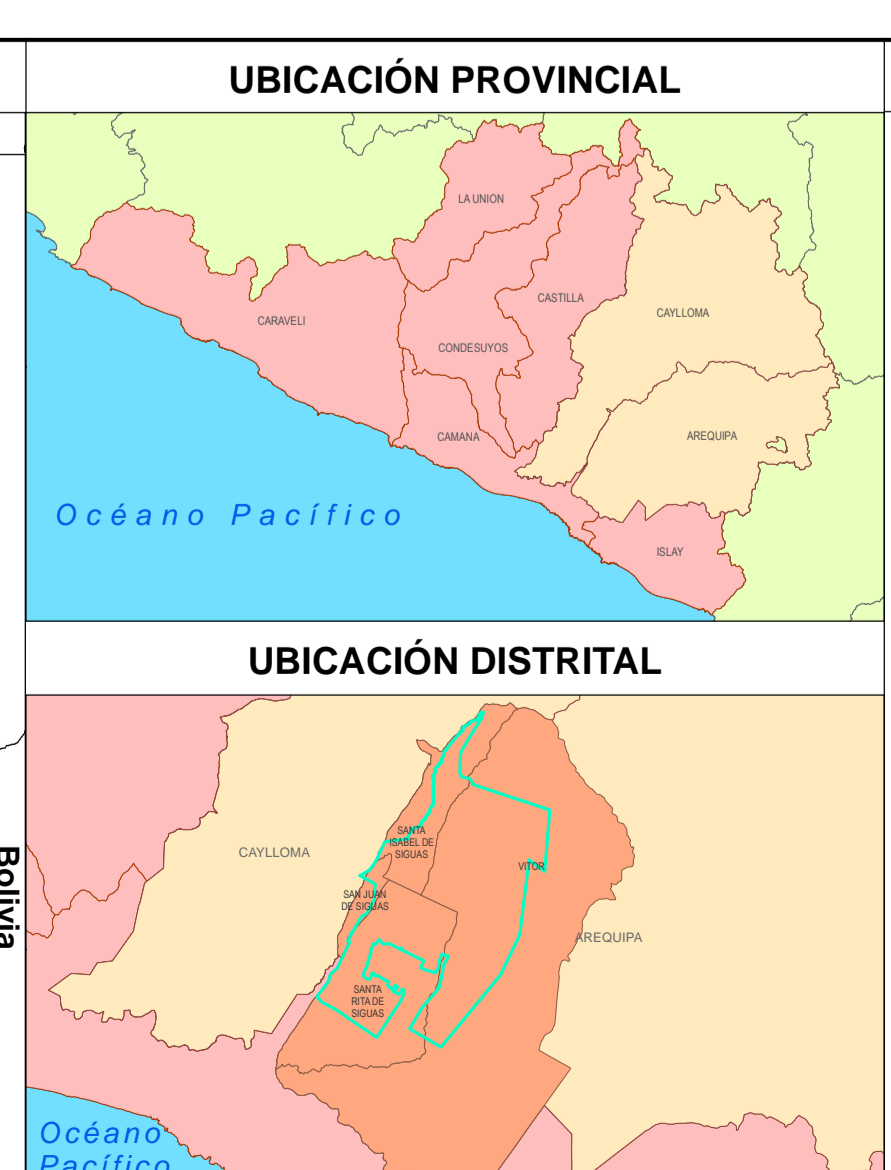 UBICACIÓN PROVINCIAL
LA UNION
CASTILLA
CARAVELI
CAYLLOMA
CONDESUYOS
CAMANA
AREQUIPA
Océano Pacífico
ISLAY
UBICACIÓN DISTRITAL
SANTA
ISABEL DE
SIGUAS
CAYLLOMA
VITOR
SAN JUAN
DE SIGUAS
AREQUIPA
SANTA
RITA DE
SIGUAS
Bolivia
Océano
Pacífico